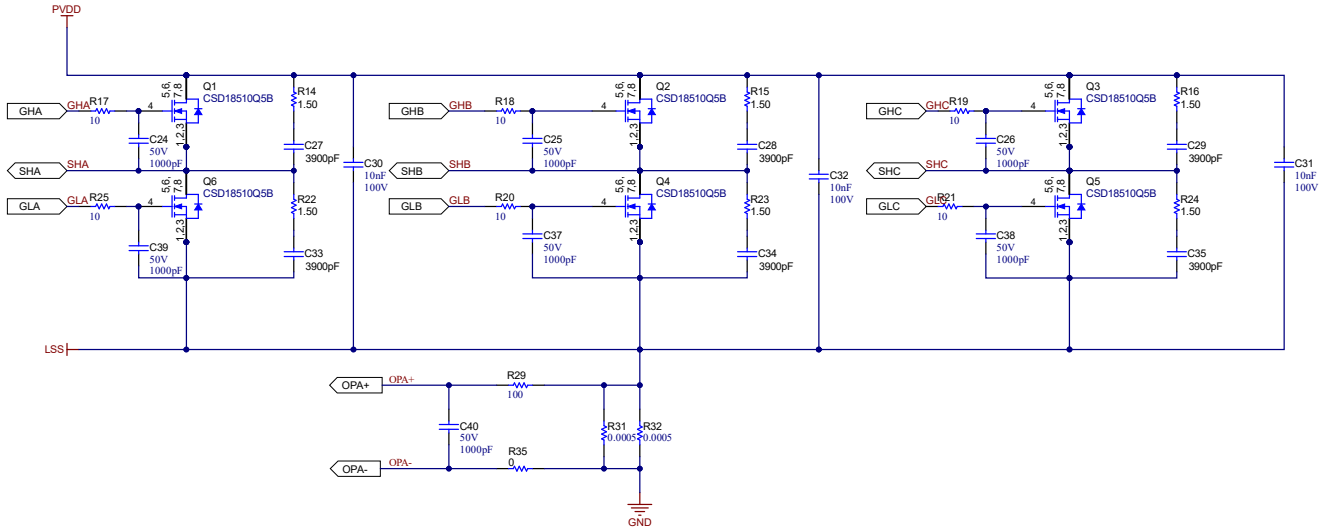 PVDD
Q1
CSD18510Q5B
R14
1.50
GHA
GHA
R17
10
4
5,6,
7,8
1,2,3
C24
50V
1000pF
C27
3900pF
SHA
SHA
Q6
CSD18510Q5B
R22
1.50
GLA
GLA
R25
10
4
5,6,
7,8
1,2,3
C39
50V
1000pF
C33
3900pF
C30
10nF
100V
Q2
CSD18510Q5B
R15
1.50
GHB
GHB
R18
10
4
5,6,
7,8
1,2,3
C25
50V
1000pF
C28
3900pF
SHB
SHB
Q4
CSD18510Q5B
R23
1.50
GLB
GLB
R20
10
4
5,6,
7,8
1,2,3
C37
50V
1000pF
C34
3900pF
C32
10nF
100V
Q3
CSD18510Q5B
R16
1.50
GHC
GHC
R19
10
4
5,6,
7,8
1,2,3
C26
50V
1000pF
C29
3900pF
SHC
SHC
Q5
CSD18510Q5B
R24
1.50
GLC
GLC
R21
10
4
5,6,
7,8
1,2,3
C38
50V
1000pF
C35
3900pF
C31
10nF
100V
LSS
OPA+
OPA+
R29
100
C40
50V
1000pF
R31
0.0005
R32
0.0005
R35
0
OPA-
OPA-
GND